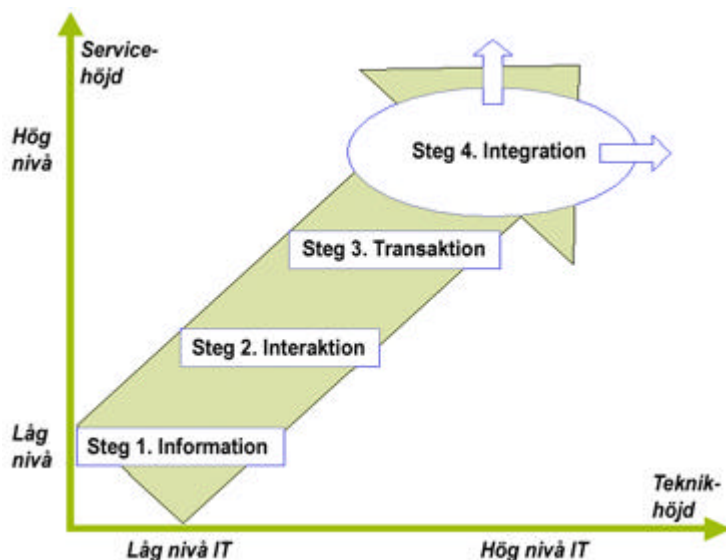 Service-
höjd
Hög
nivå
Steg 4. Integration
Steg 3. Transaktion
Steg 2. Interaktion
Låg
nivå
Steg 1. Information
Teknik-
höjd
Låg nivå IT
Hög nivå IT